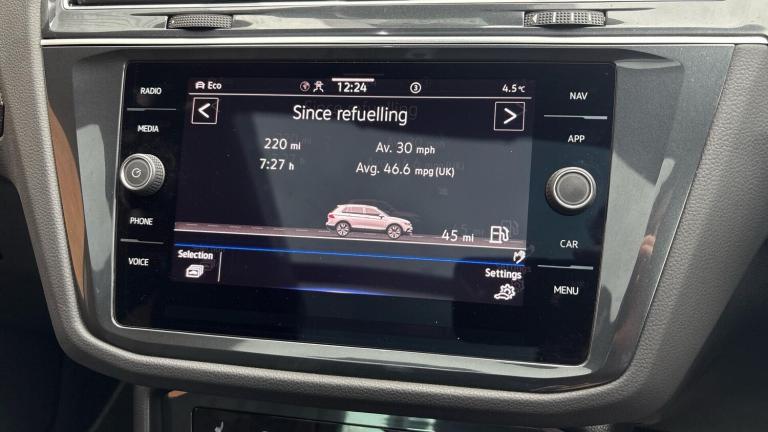 RADIO
MEDIA
PHONE
VOICE
Eco
12:24
3
4.5°C
<
Since refuelling
>
220 mi
Av. 30 mph
7:27 h
Avg. 46.6 mpg (UK)
45 mi
Selection
Settings
NAV
APP
CAR
MENU